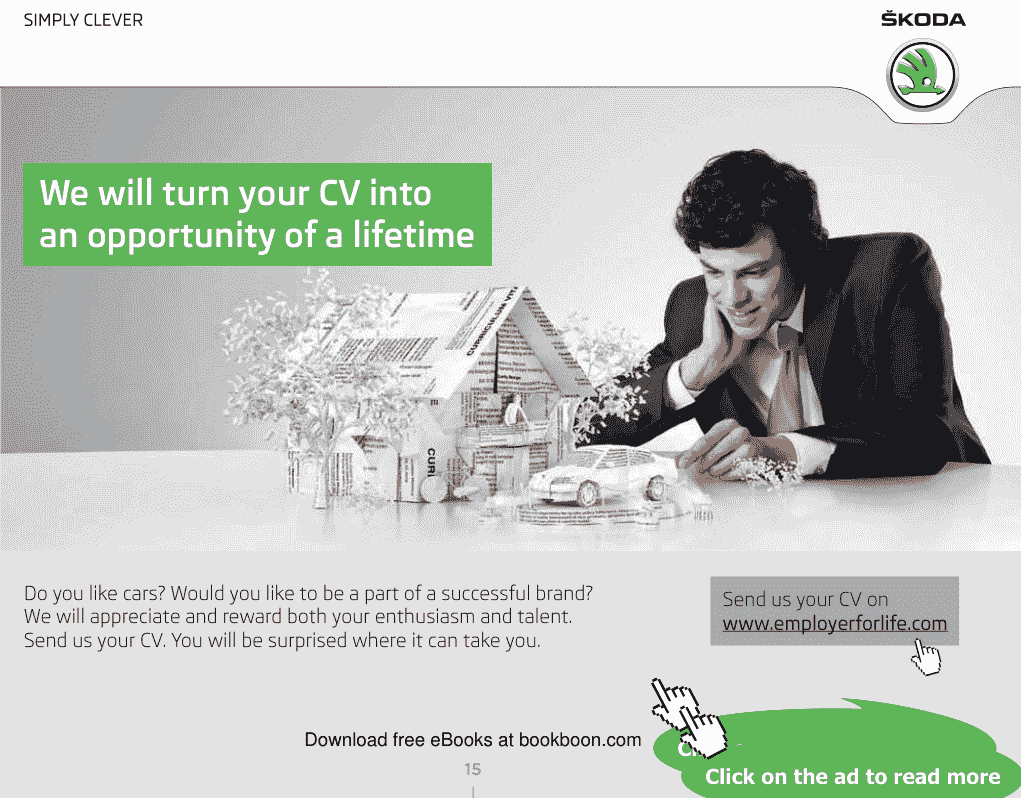 SIMPLY CLEVER
ŠKODA
We will turn your CV into
an opportunity of a lifetime
CURRICULUM VIT
CURI
Do you like cars? Would you like to be a part of a successful brand?
We will appreciate and reward both your enthusiasm and talent.
Send us your CV. You will be surprised where it can take you.
Send us your CV on
www.employerforlife.com
Download free eBooks at bookboon.com
15
Click on the ad to read more